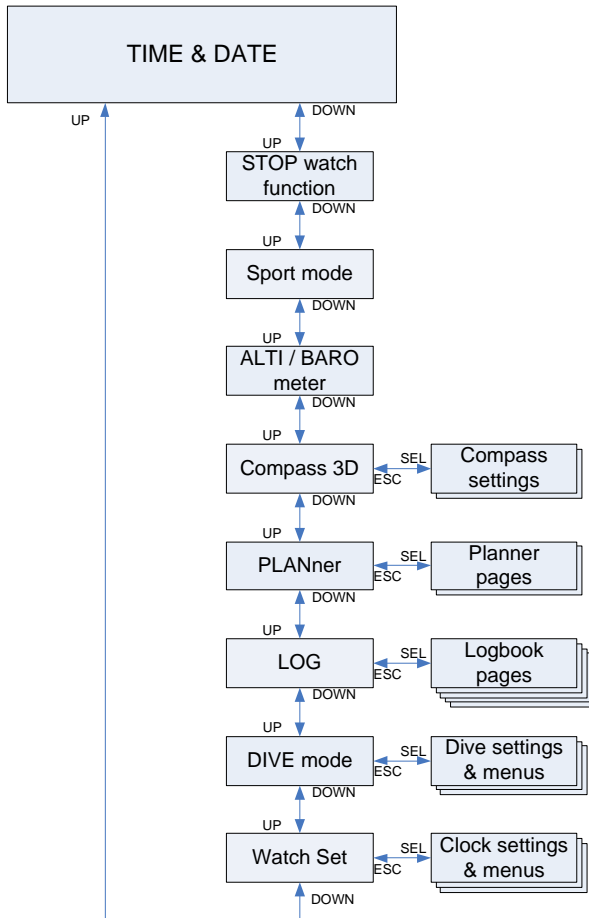 TIME & DATE
UP
DOWN
UP
STOP watch
function
DOWN
UP
Sport mode
DOWN
UP
ALTI / BARO
meter
DOWN
UP
Compass 3D
SEL
ESC
Compass
settings
DOWN
UP
PLANner
SEL
ESC
Planner
pages
DOWN
UP
LOG
SEL
ESC
Logbook
pages
DOWN
UP
DIVE mode
SEL
ESC
Dive settings
& menus
DOWN
UP
Watch Set
SEL
ESC
Clock settings
& menus
DOWN